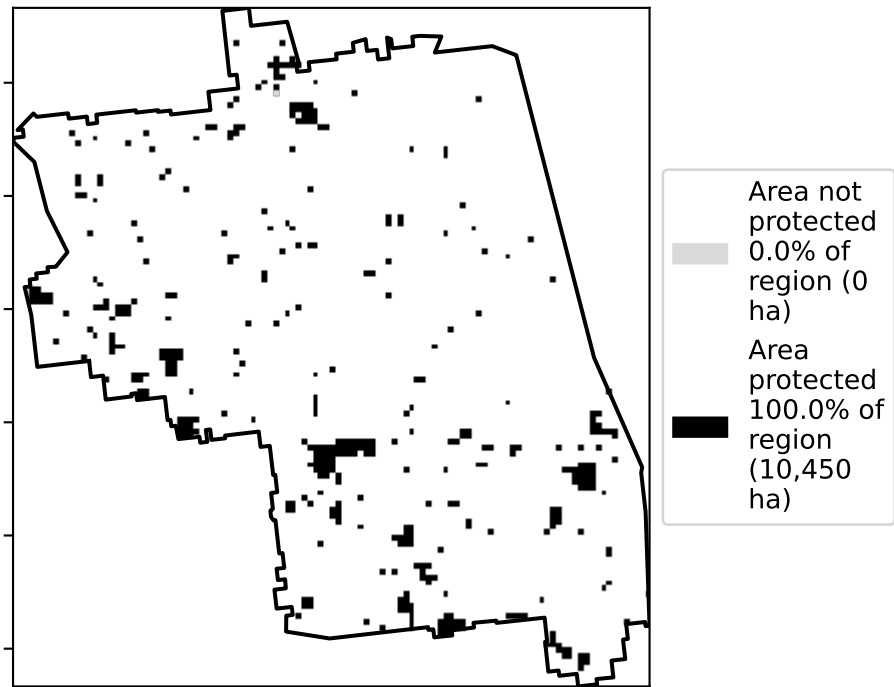 Area not
protected
0.0% of
region (0
ha)
Area
protected
100.0% of
region
(10,450
ha)